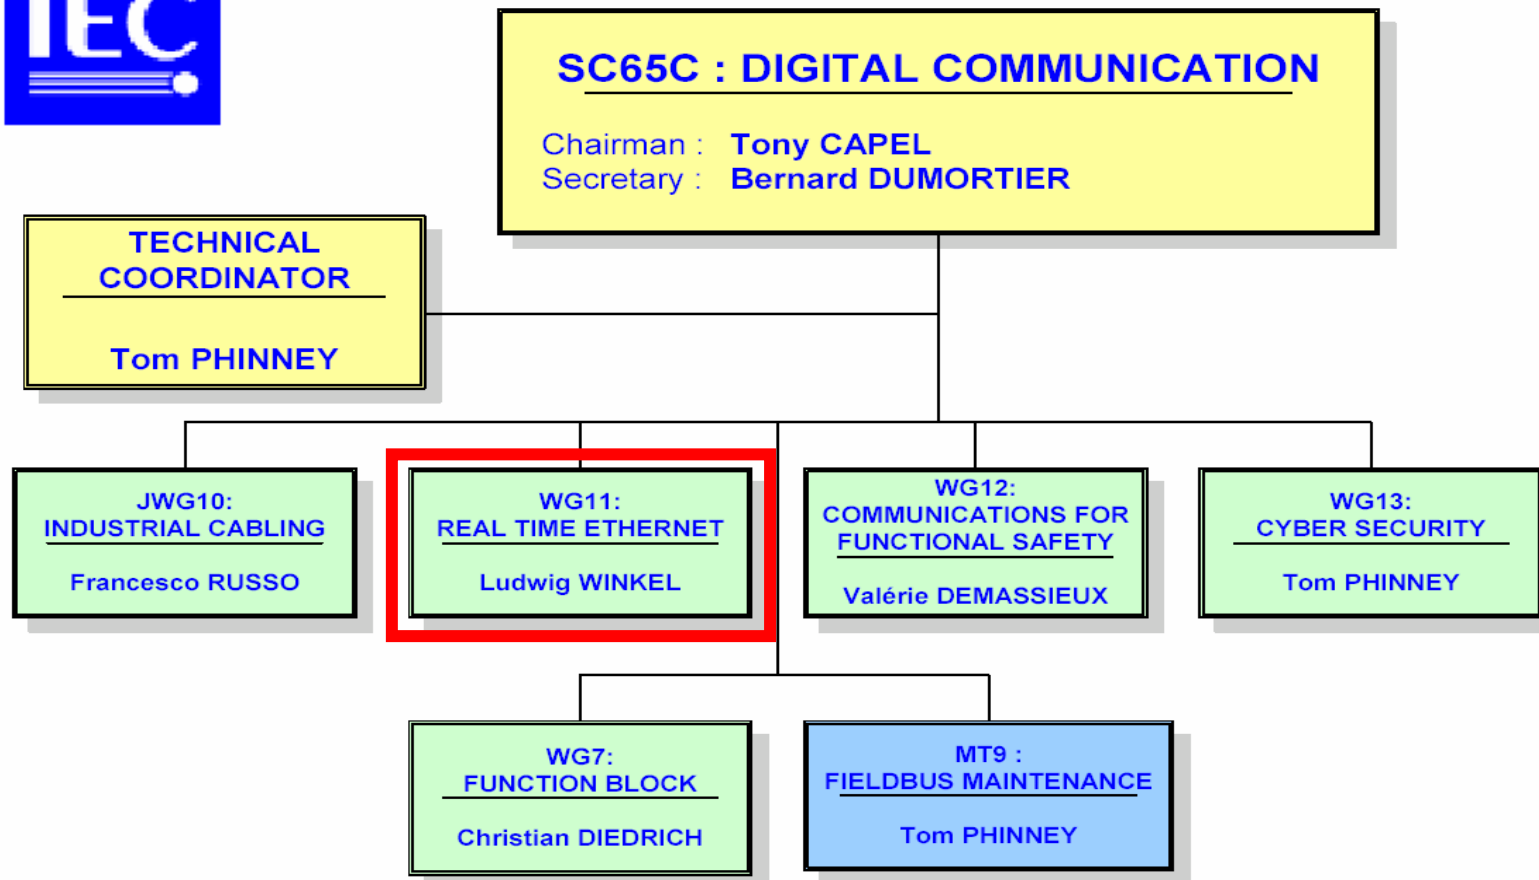 IEC
SC65C : DIGITAL COMMUNICATION
Chairman : Tony CAPEL
Secretary : Bernard DUMORTIER
TECHNICAL
COORDINATOR
Tom PHINNEY
JWG10:
INDUSTRIAL CABLING
Francesco RUSSO
WG11:
REAL TIME ETHERNET
Ludwig WINKEL
WG12:
COMMUNICATIONS FOR
FUNCTIONAL SAFETY
Valérie DEMASSIEUX
WG13:
CYBER SECURITY
Tom PHINNEY
WG7:
FUNCTION BLOCK
Christian DIEDRICH
MT9 :
FIELDBUS MAINTENANCE
Tom PHINNEY